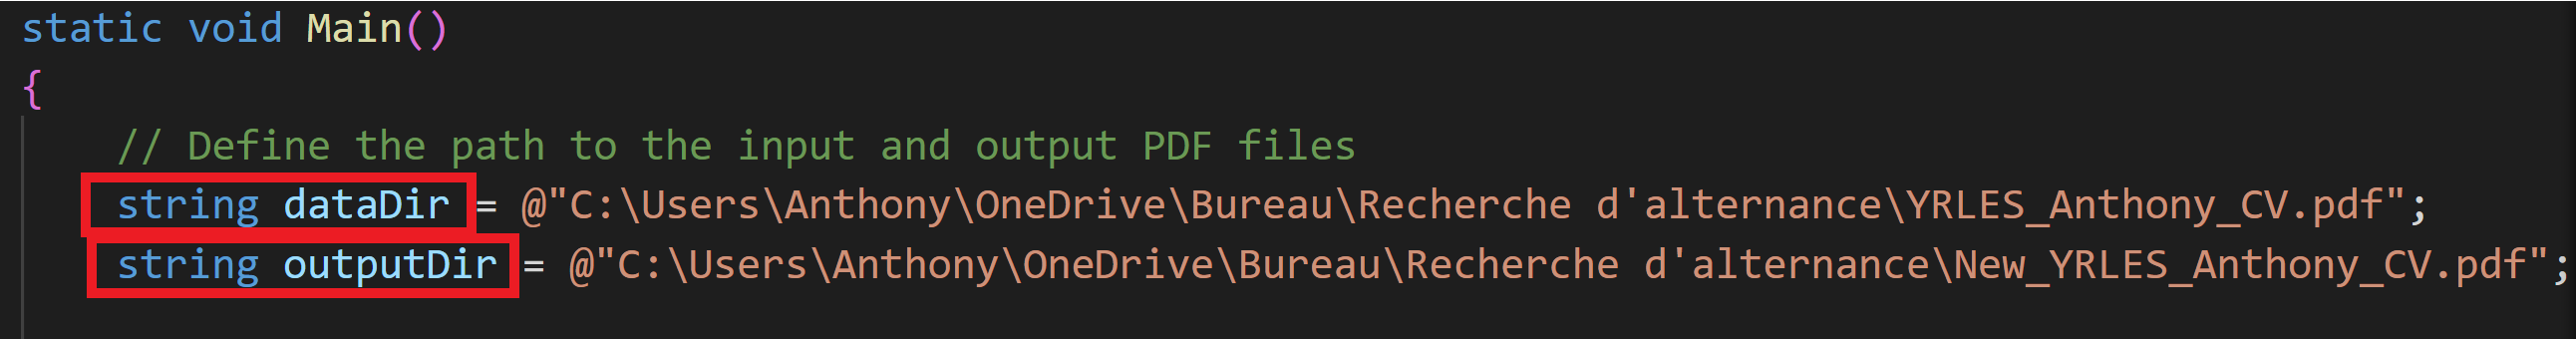 static void Main()
{
// Define the path to the input and output PDF files
string dataDir = @"C:\Users\Anthony\OneDrive\Bureau\Recherche d'alternance\YRLES_Anthony_CV.pdf";
string outputDir = @"C:\Users\Anthony\OneDrive\Bureau\Recherche d'alternance\New_YRLES_Anthony_CV.pdf";